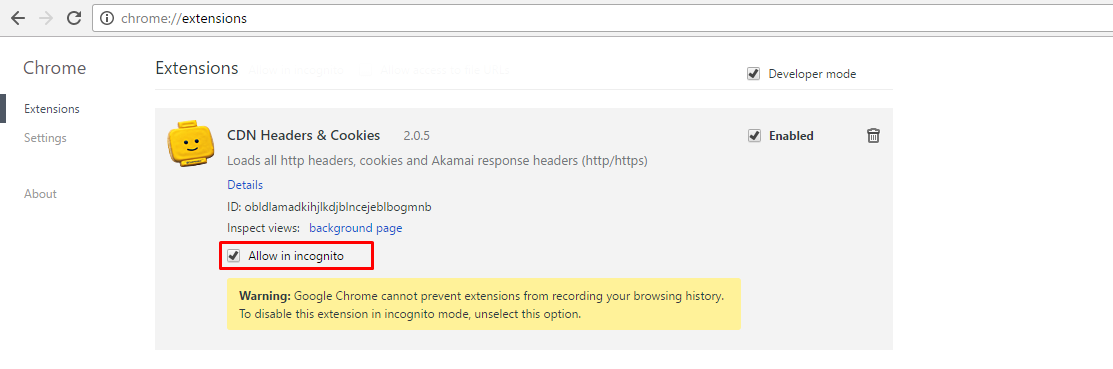 chrome://extensions
Chrome
Extensions
Developer mode
Extensions
Settings
About
CDN Headers & Cookies 2.0.5
Enabled
Loads all http headers, cookies and Akamai response headers (http/https)
Details
ID: obldlamadkihjlkdjblncejeblbogmnb
Inspect views: background page
Allow in incognito
Warning: Google Chrome cannot prevent extensions from recording your browsing history.
To disable this extension in incognito mode, unselect this option.